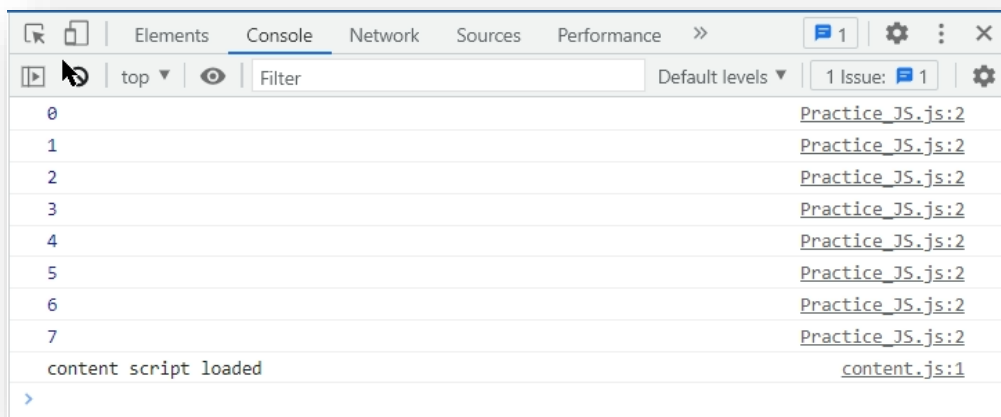 Elements Console Network Sources Performance » 1
top ▼ Filter Default levels ▼ 1 Issue: 1
0 Practice_JS.js:2
1 Practice_JS.js:2
2 Practice_JS.js:2
3 Practice_JS.js:2
4 Practice_JS.js:2
5 Practice_JS.js:2
6 Practice_JS.js:2
7 Practice_JS.js:2
content script loaded content.js:1
>